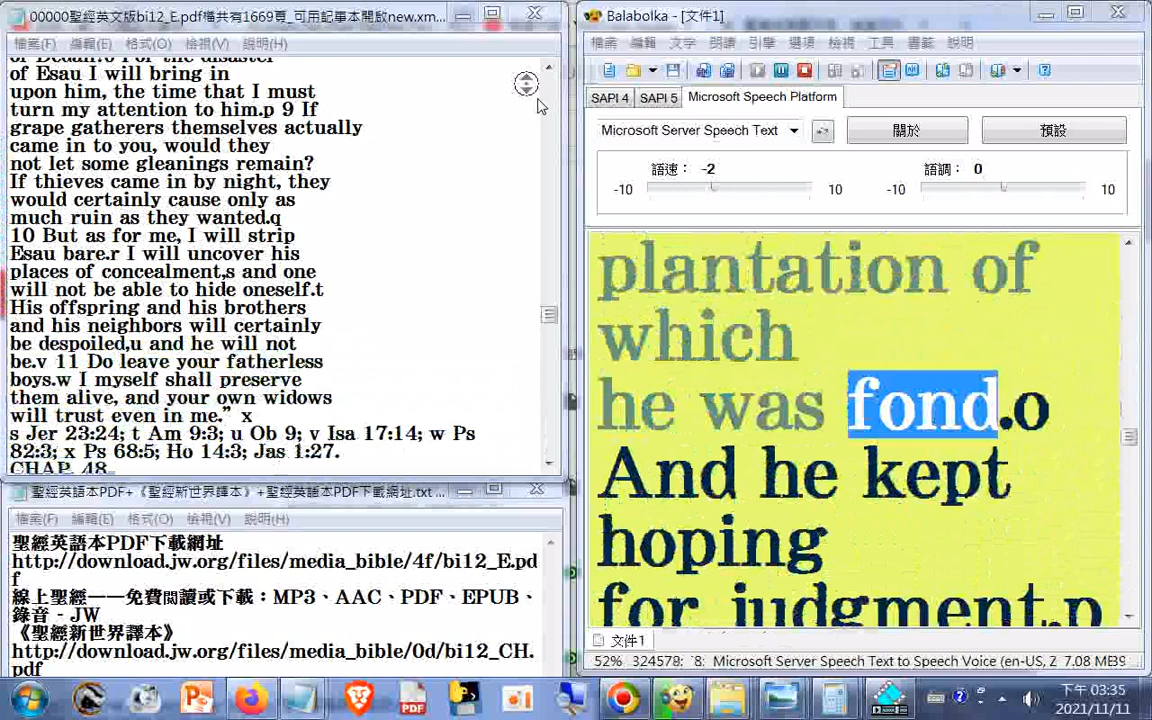 00000聖經英文版bi12_E.pdf檔共有1669頁_可用記事本開啟new.xm...
檔案(F) 編輯(E) 格式(O) 檢視(V) 說明(H)
of Dedan.o For the disaster
of Esau I will bring in
upon him, the time that I must
turn my attention to him.p 9 If
grape gatherers themselves actually
came in to you, would they
not let some gleanings remain?
If thieves came in by night, they
would certainly cause only as
much ruin as they wanted.q
10 But as for me, I will strip
Esau bare.r I will uncover his
places of concealment,s and one
will not be able to hide oneself.t
His offspring and his brothers
and his neighbors will certainly
be despoiled,u and he will not
be.v 11 Do leave your fatherless
boys.w I myself shall preserve
them alive, and your own widows
will trust even in me.” x
s Jer 23:24; t Am 9:3; u Ob 9; v Isa 17:14; w Ps
82:3; x Ps 68:5; Ho 14:3; Jas 1:27.
CHAP. 48
聖經英語本PDF+《聖經新世界譯本》+聖經英語本PDF下載網址.txt ...
檔案(F) 編輯(E) 格式(O) 檢視(V) 說明(H)
聖經英語本PDF下載網址
http://download.jw.org/files/media_bible/4f/bi12_E.pd
f
線上聖經──免費閱讀或下載：MP3、AAC、PDF、EPUB、
錄音 - JW
《聖經新世界譯本》
http://download.jw.org/files/media_bible/0d/bi12_CH.
pdf
Balabolka - [文件1]
檔案 編輯 文字 朗讀 引擎 選項 檢視 工具 書籤 說明
SAPI 4 SAPI 5 Microsoft Speech Platform
Microsoft Server Speech Text 關於 預設
語速： -2 語調： 0
-10 10 -10 10
plantation of
which
he was fond.o
And he kept
hoping
for judgment,p
文件1
52% 324578: `8: Microsoft Server Speech Text to Speech Voice (en-US, Z 7.08 MB39
下午 03:35
2021/11/11